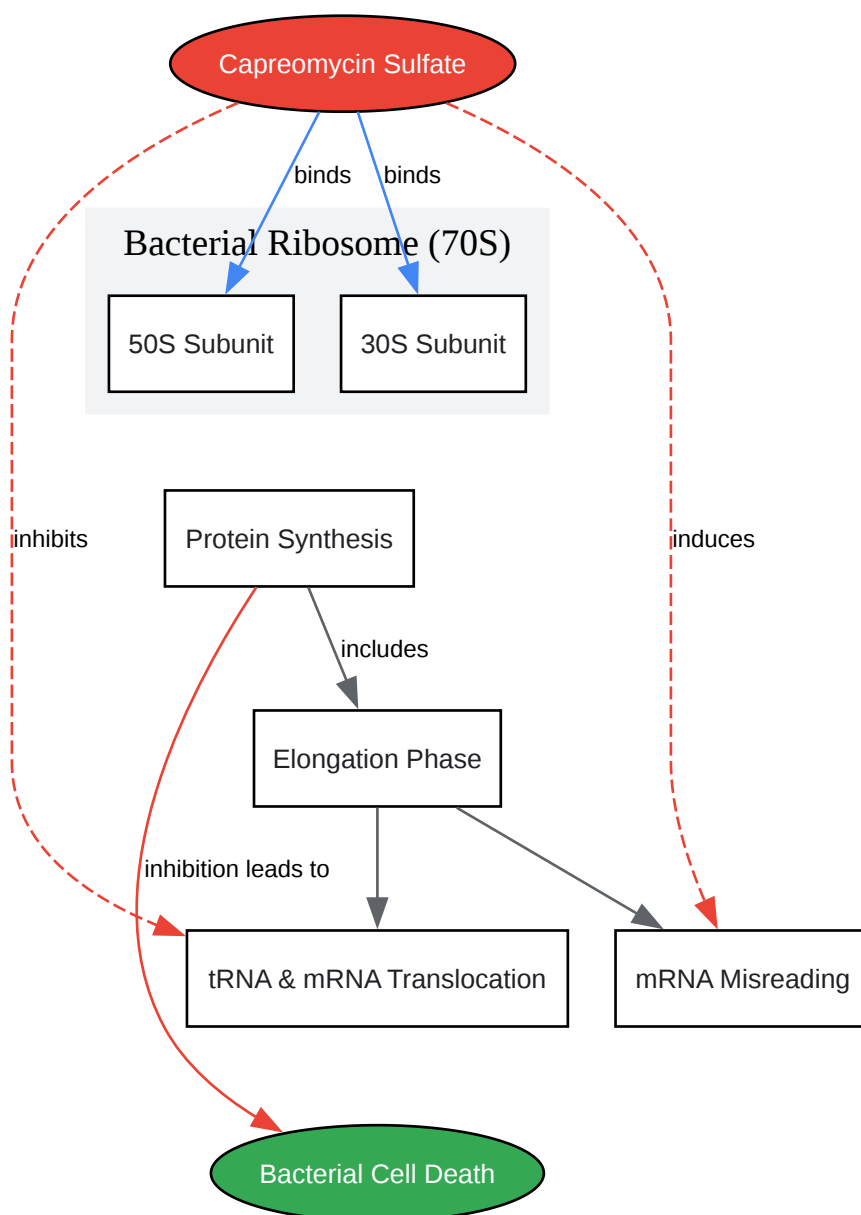 Capreomycin Sulfate
binds
binds
Bacterial Ribosome (70S)
50S Subunit
30S Subunit
Protein Synthesis
inhibits
induces
includes
Elongation Phase
inhibition leads to
tRNA & mRNA Translocation
mRNA Misreading
Bacterial Cell Death